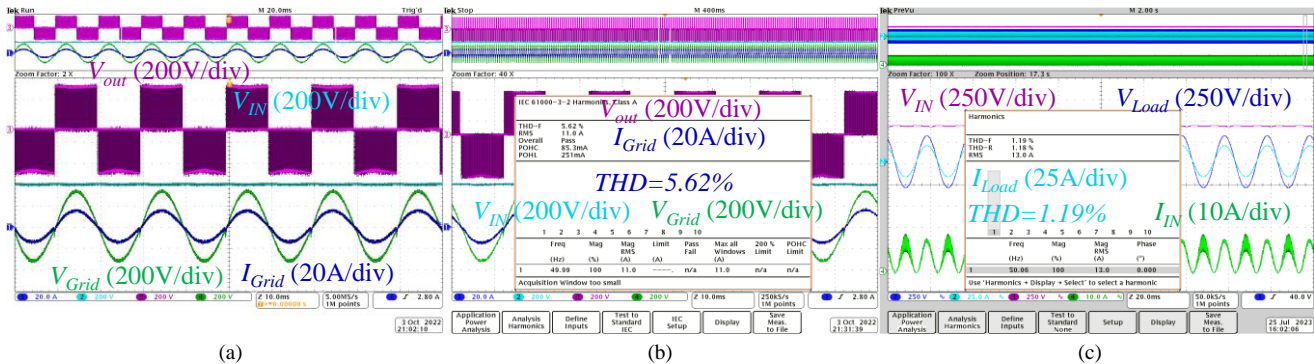 Tek Run
M 20.0ms
Trig'd
Zoom Factor: 2 X
V_out (200V/div)
V_IN (200V/div)
V_Grid (200V/div)
I_Grid (20A/div)
20.0 A
200 V
200 V
200 V
Z 10.0ms
5.00MS/s
1M points
2.80 A
3 Oct 2022
21:02:10
(a)
Tek Stop
M 400ms
Zoom Factor: 40 X
IEC 61000-3-2 Harmonics, Class A
V_out (200V/div)
THD-F 5.62 %
RMS 11.0 A
Overall Pass
POHC 85.3mA
POHL 251mA
I_Grid (20A/div)
THD=5.62%
V_IN (200V/div)
V_Grid (200V/div)
1 2 3 4 5 6 7 8 9 10
Freq (Hz) Mag (%) Mag RMS (A) Limit (A) Pass Fail Max all Windows (A) 200 % Limit POHC Limit
1 49.99 100 11.0 ----. n/a 11.0 n/a n/a
Acquisition Window too small
20.0 A
200 V
200 V
200 V
Z 10.0ms
250kS/s
1M points
2.80 A
Application Power Analysis
Analysis Harmonics
Define Inputs
Test to Standard IEC
IEC Setup
Display
Save Meas. to File
3 Oct 2022
21:31:39
(b)
Tek PreVu
M 2.00 s
Zoom Factor: 100 X
Zoom Position: 17.3 s
V_IN (250V/div)
V_Load (250V/div)
Harmonics
THD-F 1.19 %
THD-R 1.18 %
RMS 13.0 A
I_Load (25A/div)
THD=1.19%
I_IN (10A/div)
1 2 3 4 5 6 7 8 9 10
Freq (Hz) Mag (%) Mag RMS (A) Phase (°)
1 50.06 100 13.0 0.000
Use 'Harmonics → Display → Select' to select a harmonic
250 V
25.0 A
250 V
10.0 A
Z 20.0ms
50.0kS/s
1M points
40.0 V
Application Power Analysis
Analysis Harmonics
Define Inputs
Test to Standard None
Setup
Display
Save Meas. to File
25 Jul 2023
16:02:06
(c)